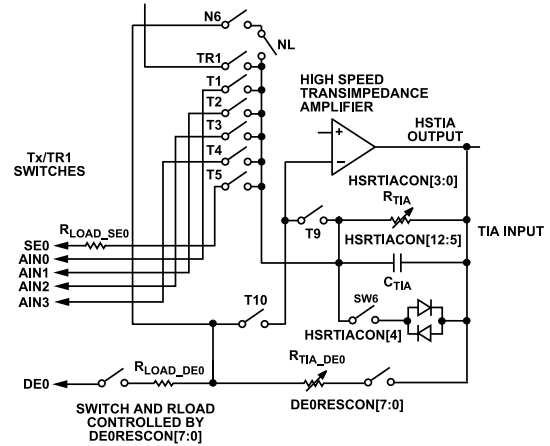 N6
NL
TR1
T1
T2
T3
T4
T5
Tx/TR1
SWITCHES
HIGH SPEED
TRANSIMPEDANCE
AMPLIFIER
+
–
HSTIA
OUTPUT
HSRTIACON[3:0]
RTIA
T9
HSRTIACON[12:5]
TIA INPUT
CTIA
SW6
HSRTIACON[4]
RLOAD_SE0
SE0
AIN0
AIN1
AIN2
AIN3
T10
DE0
RLOAD_DE0
RTIA_DE0
SWITCH AND RLOAD
CONTROLLED BY
DE0RESCON[7:0]
DE0RESCON[7:0]